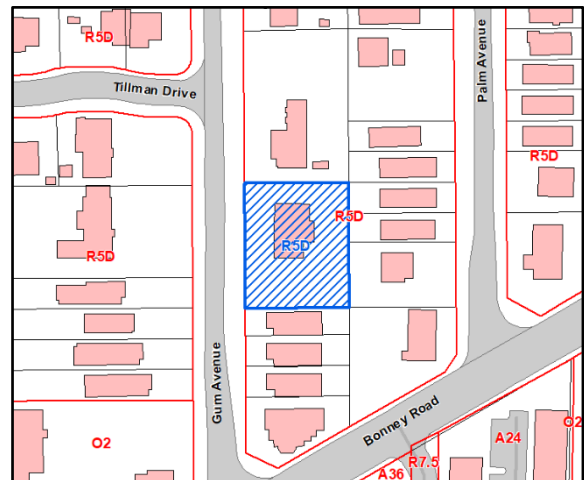 R5D
Tillman Drive
Palm Avenue
R5D
R5D
R5D
R5D
Gum Avenue
Bonney Road
O2
O2
A24
R7.5
A36